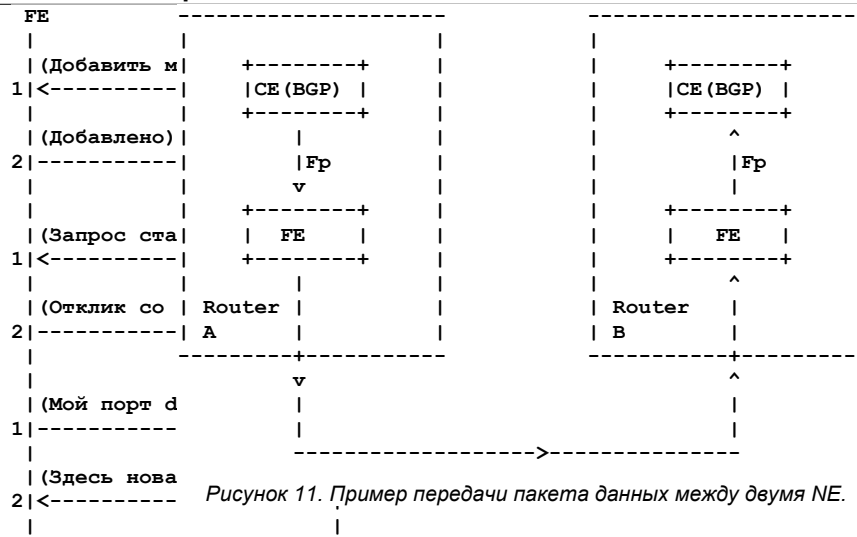 FE
(Добавить м
+--------+ +--------+
1|<---------- |CE(BGP) | |CE(BGP) |
+--------+ +--------+
(Добавлено)
2|----------- |Fp |Fp
v
+--------+ +--------+
(Запрос ста | FE | | FE |
1|<---------- +--------+ +--------+
(Отклик со Router Router
2|----------- A B
v ^
(Мой порт d
1|-----------
------------------->---------------
(Здесь нова
2|<----------
Рисунок 11. Пример передачи пакета данных между двумя NE.